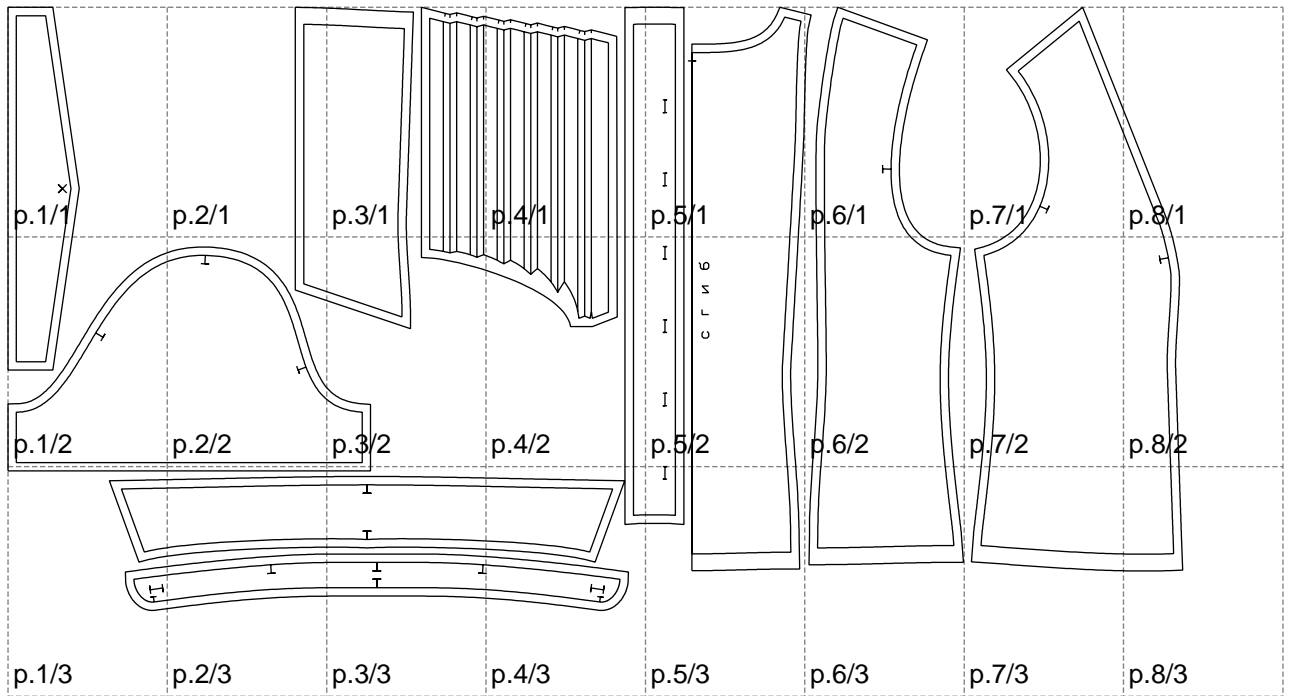 p.1/1 p.2/1 p.3/1 p.4/1 p.5/1 p.6/1 p.7/1 p.8/1
сгиб
p.1/2 p.2/2 p.3/2 p.4/2 p.5/2 p.6/2 p.7/2 p.8/2
p.1/3 p.2/3 p.3/3 p.4/3 p.5/3 p.6/3 p.7/3 p.8/3